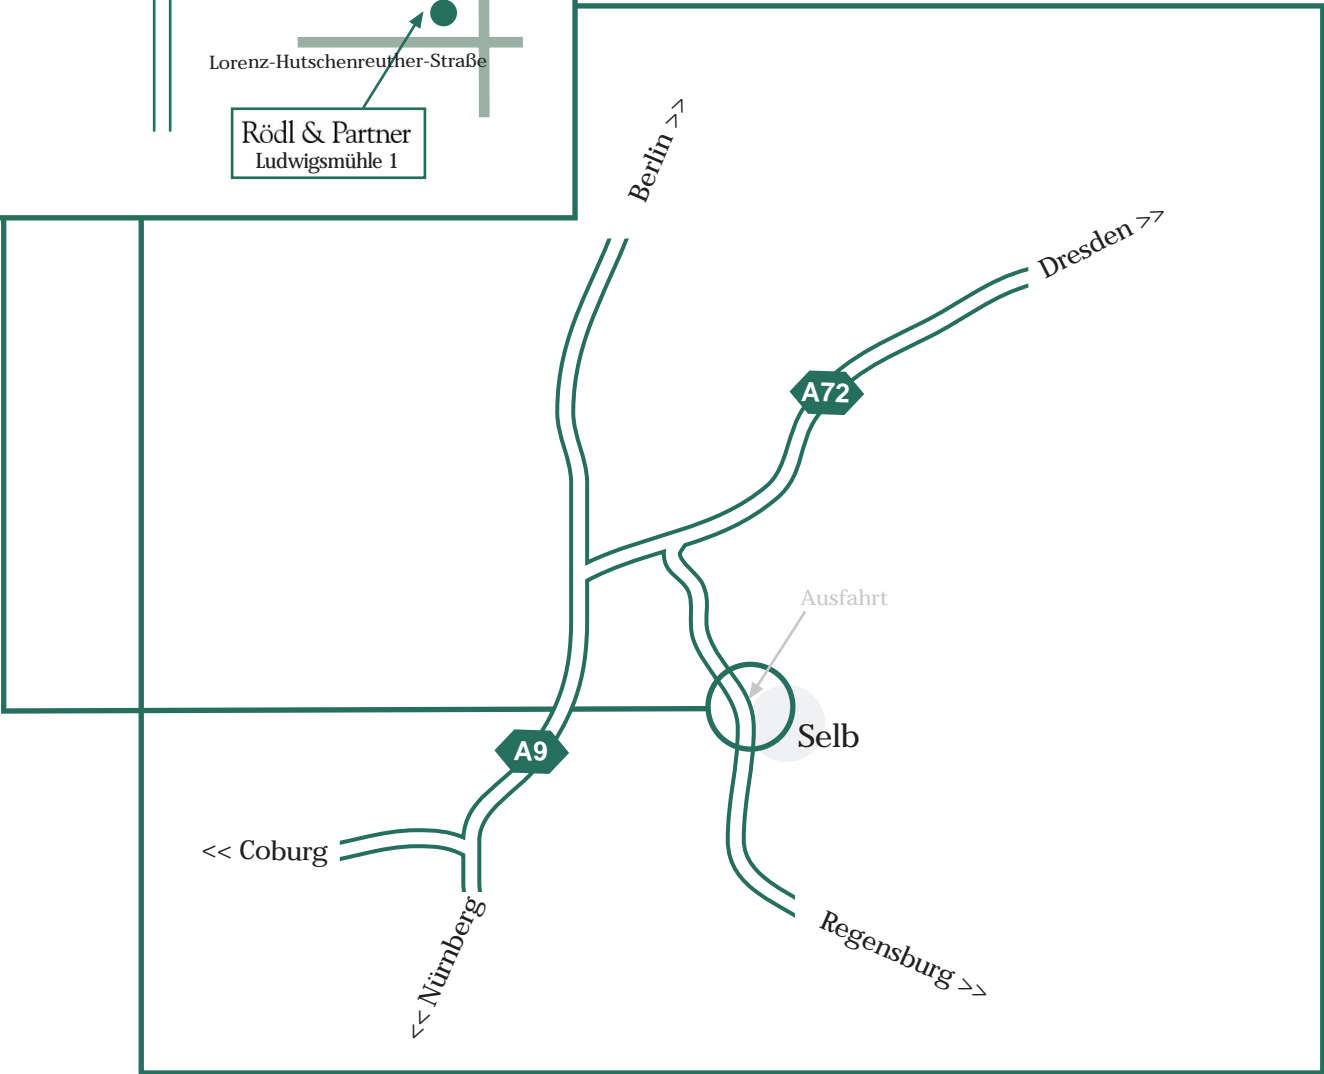 Lorenz-Hutschenreuther-Straße
Rödl & Partner
Ludwigsmühle 1
Berlin >>
Dresden >>
A72
Ausfahrt
Selb
A9
<< Coburg
<< Nürnberg
Regensburg >>